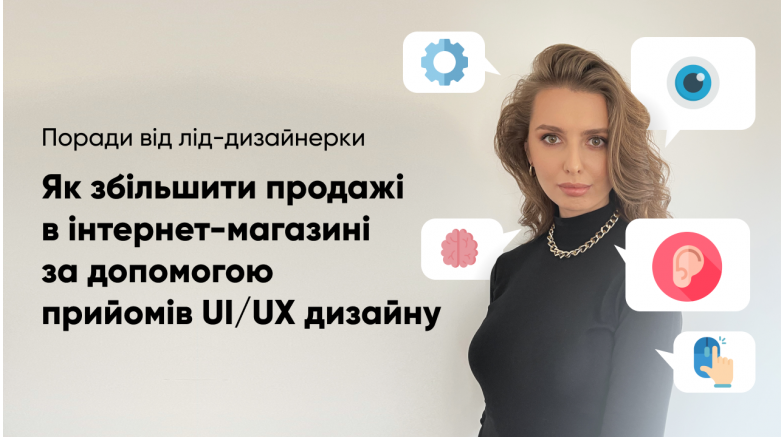 Поради від лід-дизайнерки
Як збільшити продажі
в інтернет-магазині
за допомогою
прийомів UI/UX дизайну